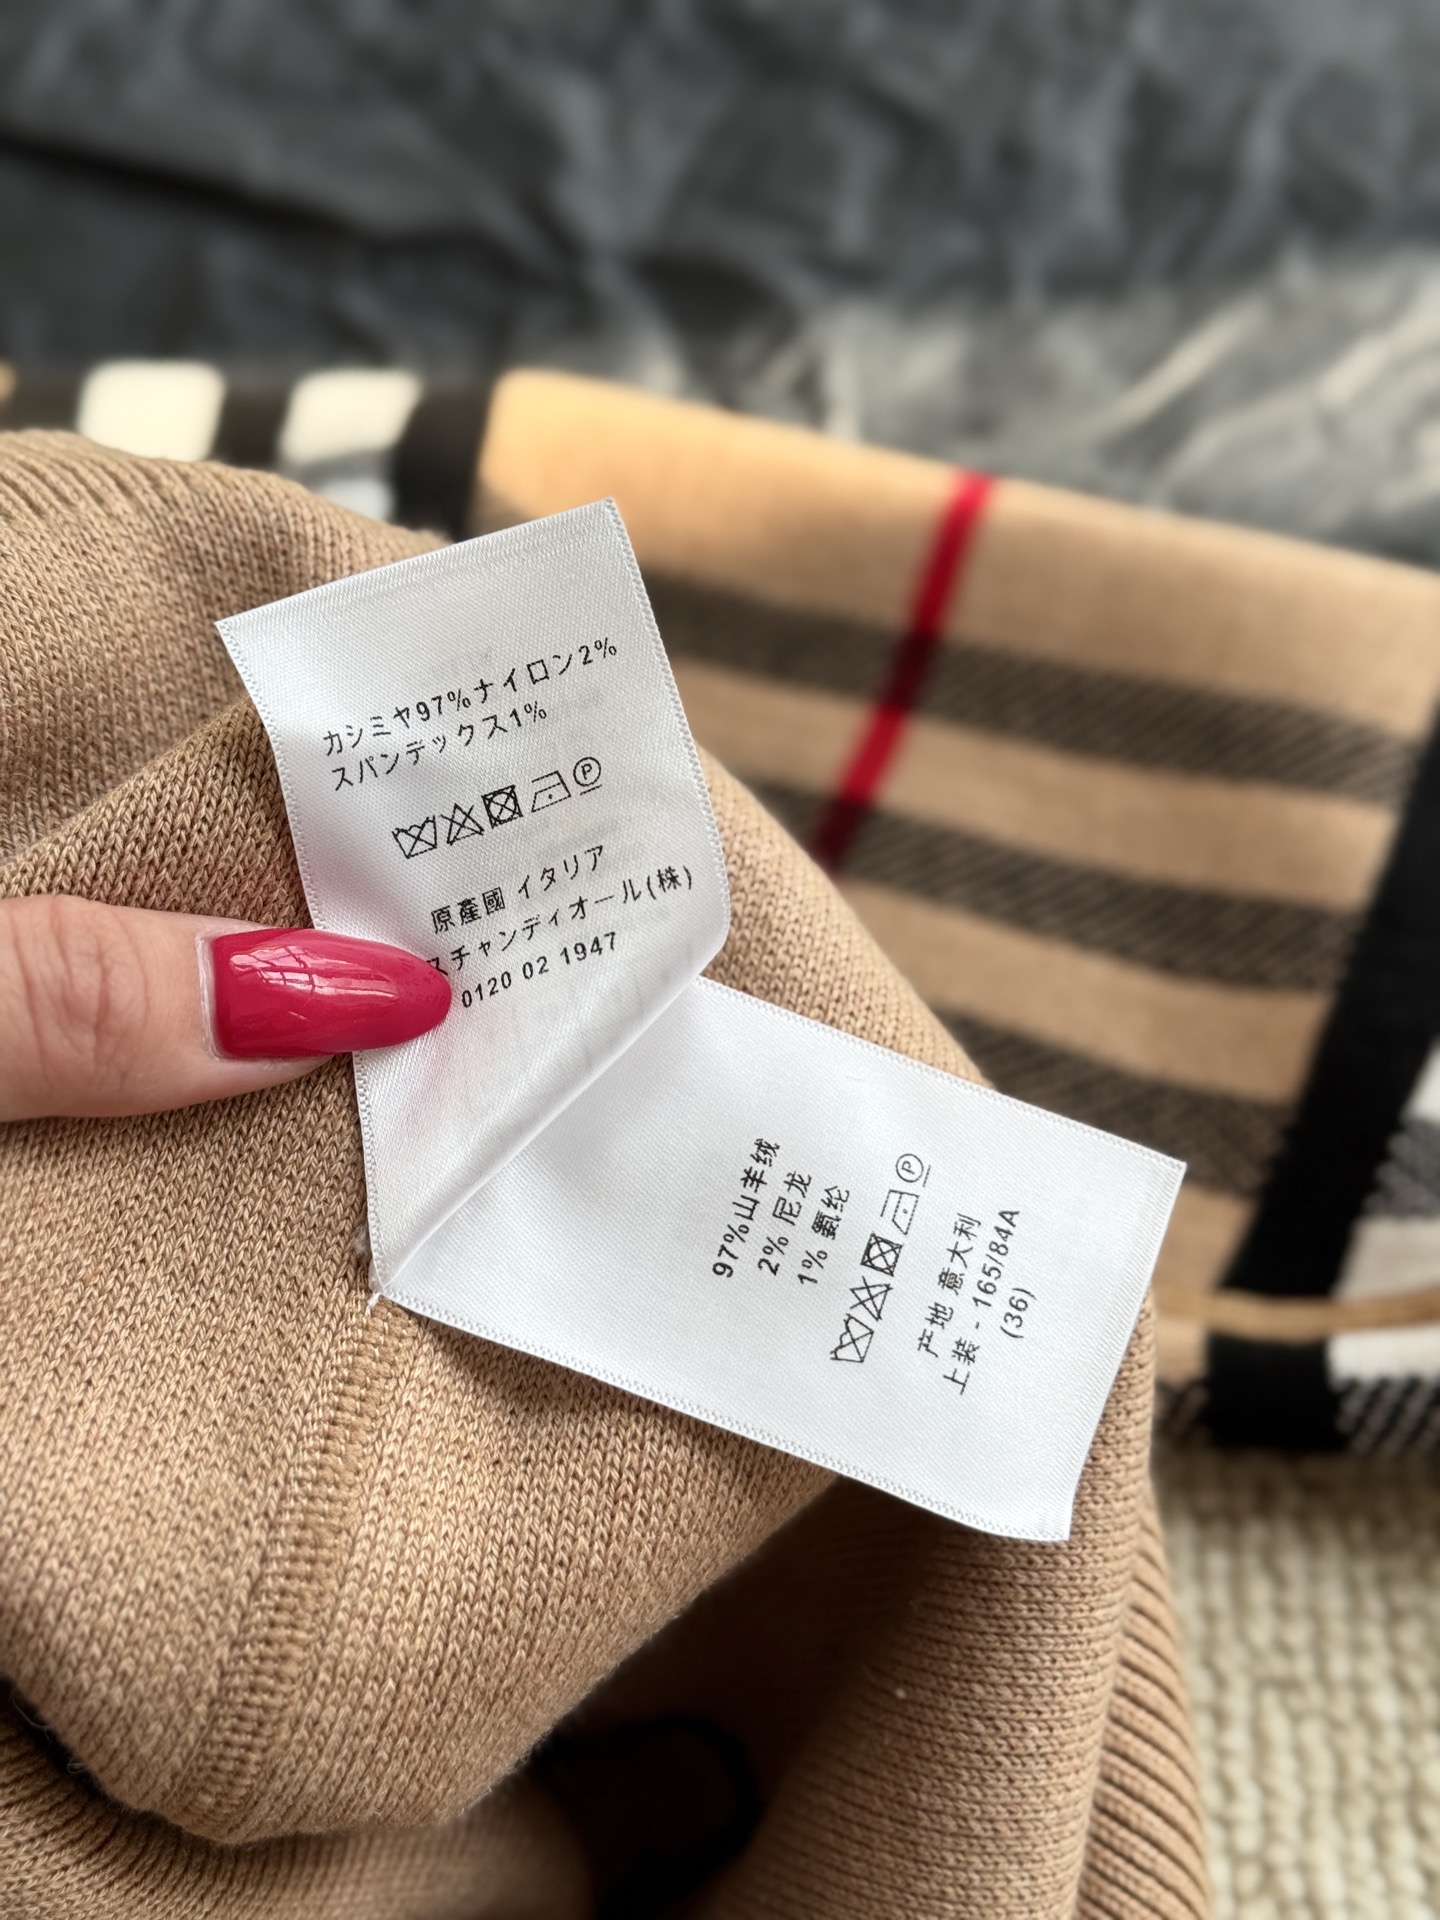 カシミヤ97%ナイロン2%
スパンデックス1%
P
原產國 イタリア
スチャンディオール(株)
0120 02 1947
97%山羊绒
2% 尼龙
1% 氨纶
P
产地 意大利
上装 - 165/84A
(36)